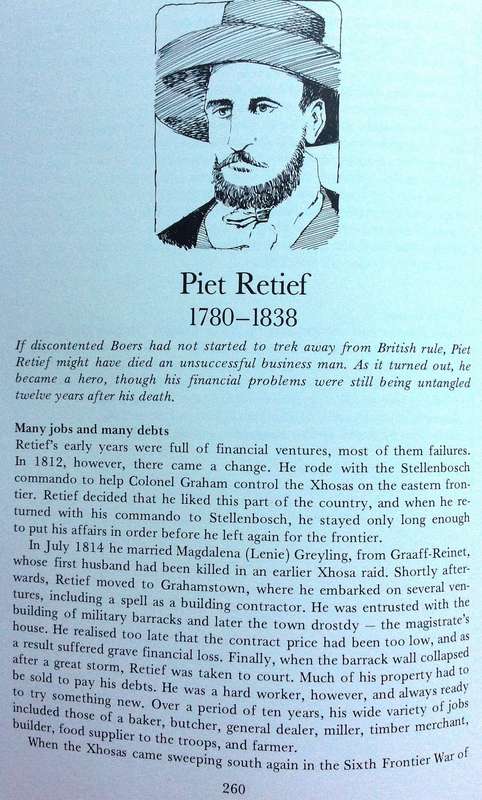 Piet Retief
1780–1838
If discontented Boers had not started to trek away from British rule, Piet
Retief might have died an unsuccessful business man. As it turned out, he
became a hero, though his financial problems were still being untangled
twelve years after his death.
Many jobs and many debts
Retief's early years were full of financial ventures, most of them failures.
In 1812, however, there came a change. He rode with the Stellenbosch
commando to help Colonel Graham control the Xhosas on the eastern fron-
tier. Retief decided that he liked this part of the country, and when he re-
turned with his commando to Stellenbosch, he stayed only long enough
to put his affairs in order before he left again for the frontier.
In July 1814 he married Magdalena (Lenie) Greyling, from Graaff-Reinet,
whose first husband had been killed in an earlier Xhosa raid. Shortly after-
wards, Retief moved to Grahamstown, where he embarked on several ven-
tures, including a spell as a building contractor. He was entrusted with the
building of military barracks and later the town drostdy — the magistrate's
house. He realised too late that the contract price had been too low, and as
a result suffered grave financial loss. Finally, when the barrack wall collapsed
after a great storm, Retief was taken to court. Much of his property had to
be sold to pay his debts. He was a hard worker, however, and always ready
to try something new. Over a period of ten years, his wide variety of jobs
included those of a baker, butcher, general dealer, miller, timber merchant,
builder, food supplier to the troops, and farmer.
When the Xhosas came sweeping south again in the Sixth Frontier War of
260